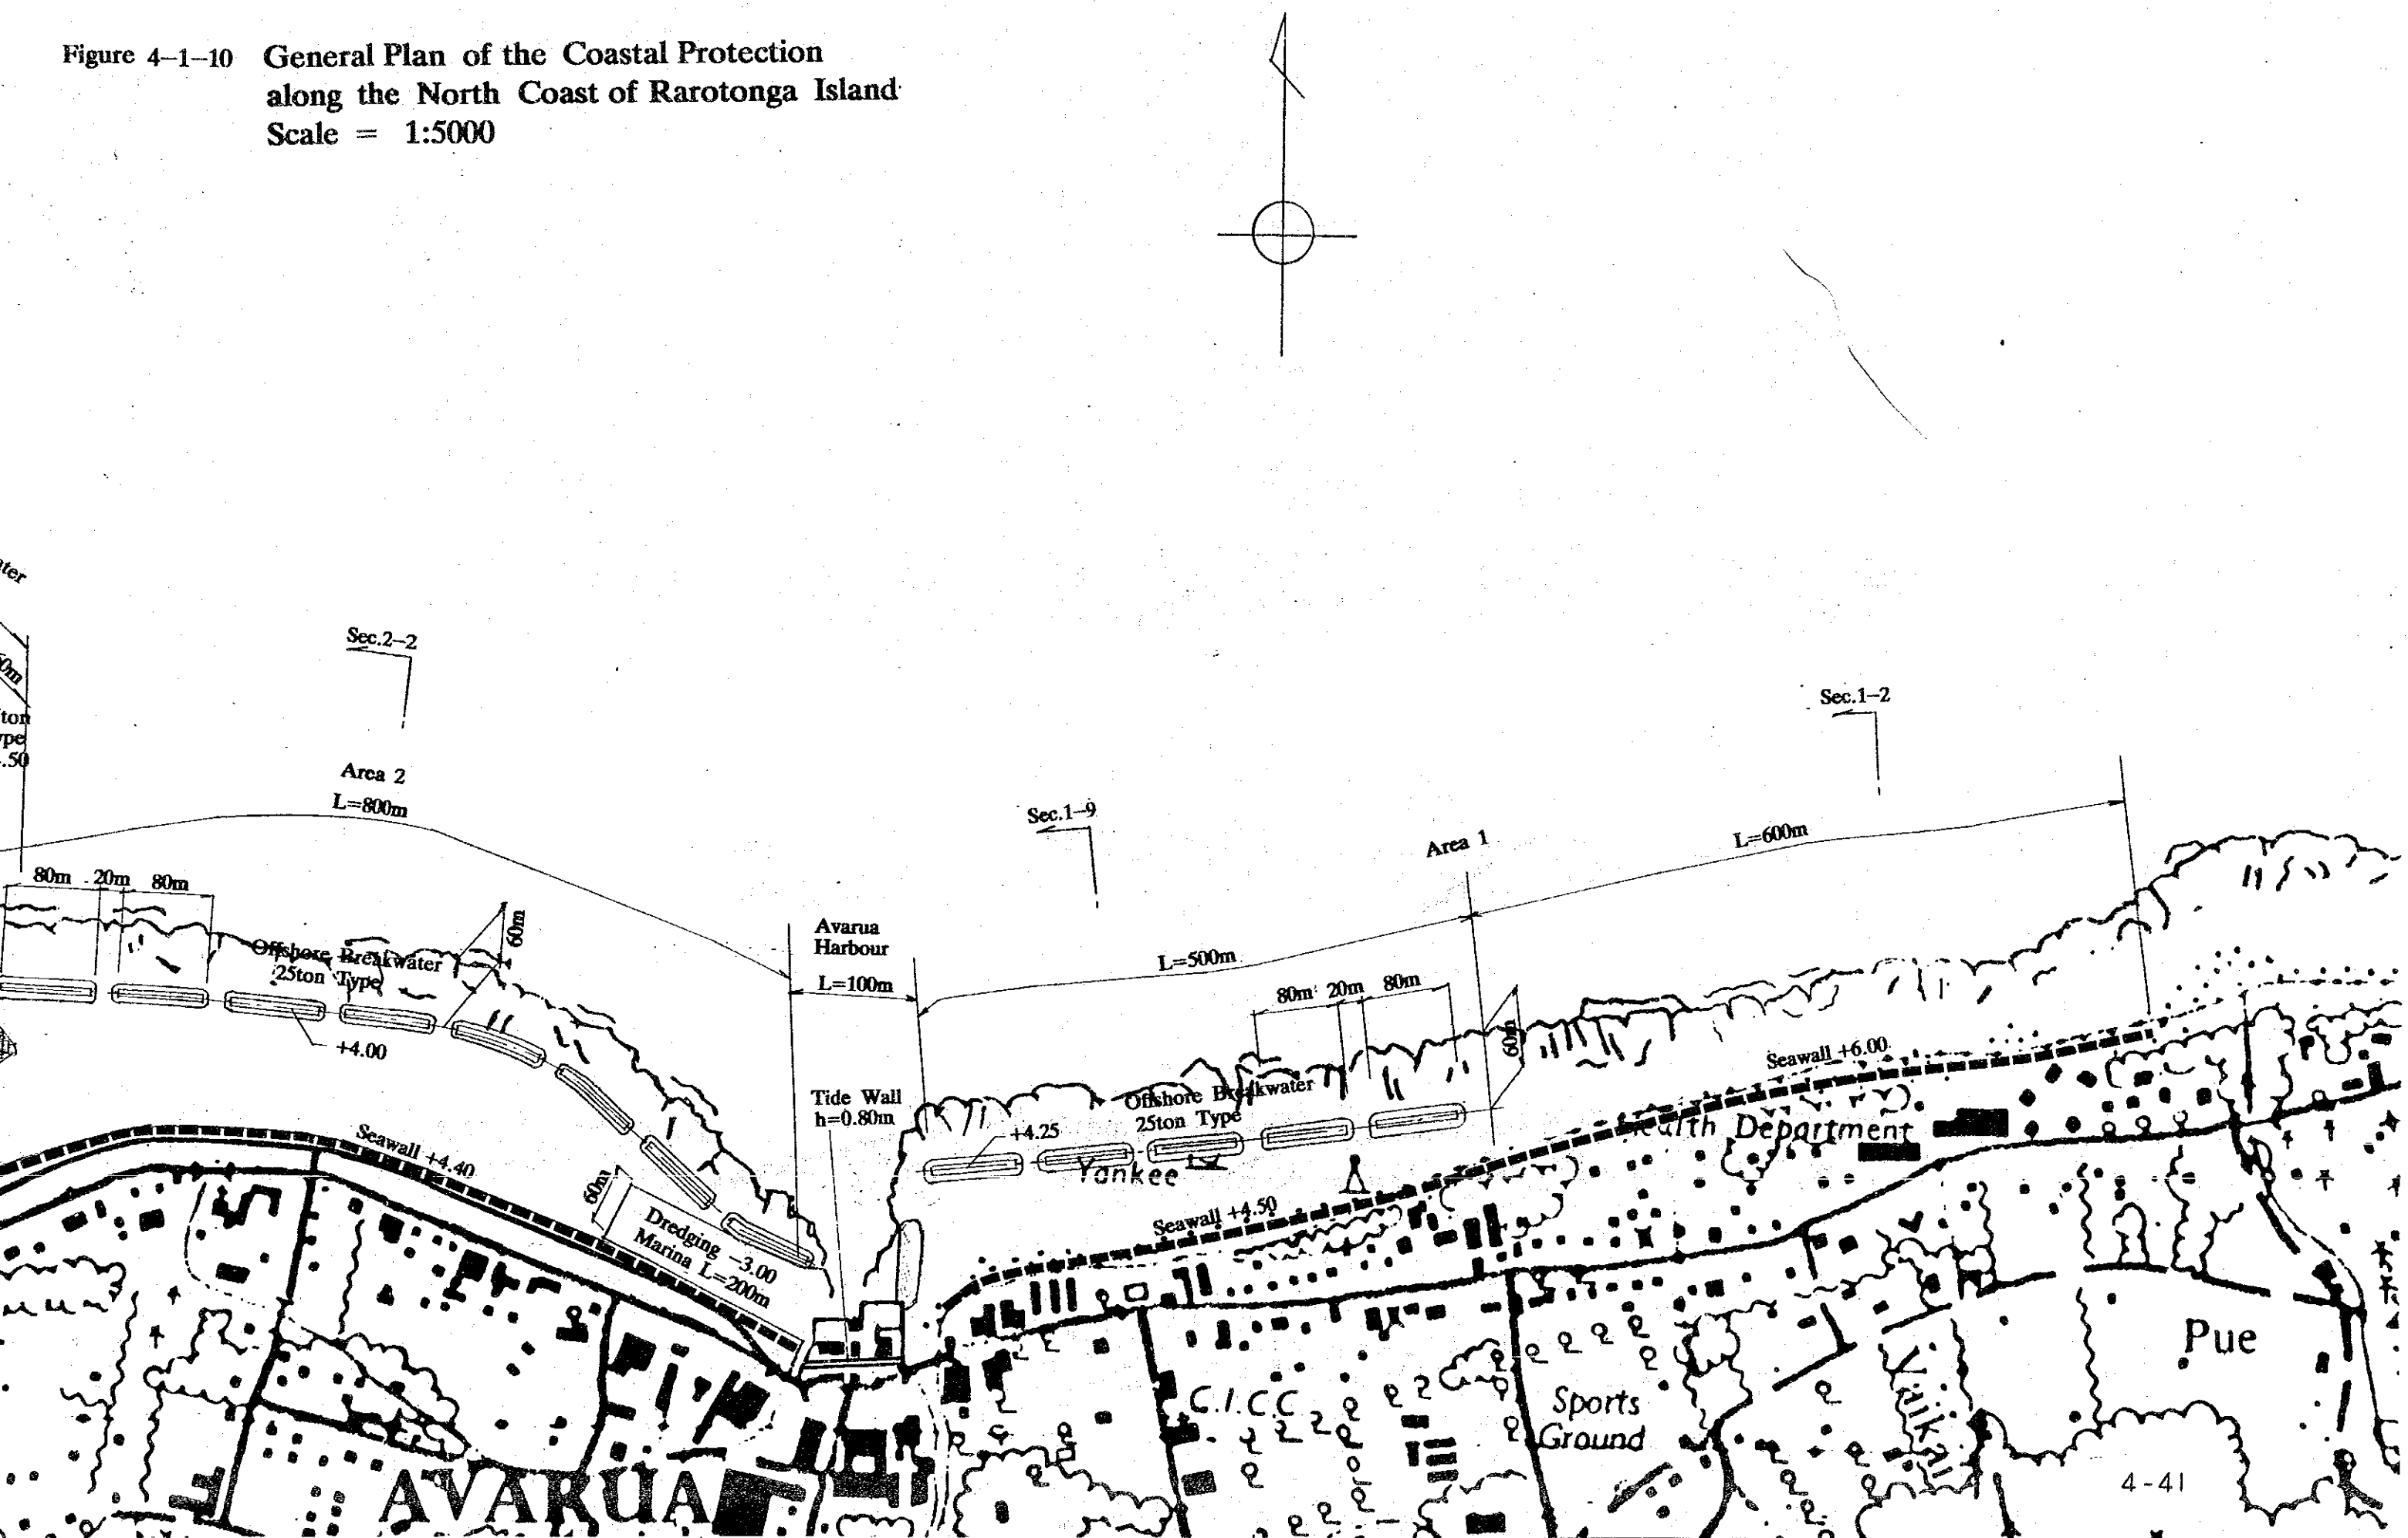 Figure 4–1–10 General Plan of the Coastal Protection
along the North Coast of Rarotonga Island
Scale = 1:5000
Sec.2–2
Area 2
L=800m
80m 20m 80m
60m
Offshore Breakwater
25ton Type
+4.00
Seawall +4.40
60m
Dredging –3.00
Marina L=200m
Avarua
Harbour
L=100m
Tide Wall
h=0.80m
Sec.1–9
L=500m
Area 1
80m 20m 80m
60m
Offshore Breakwater
25ton Type
+4.25
Yankee
Seawall +4.50
Sec.1–2
L=600m
Seawall +6.00
Department
C.I.C.C
Sports
Ground
Pue
AVARUA
4-41